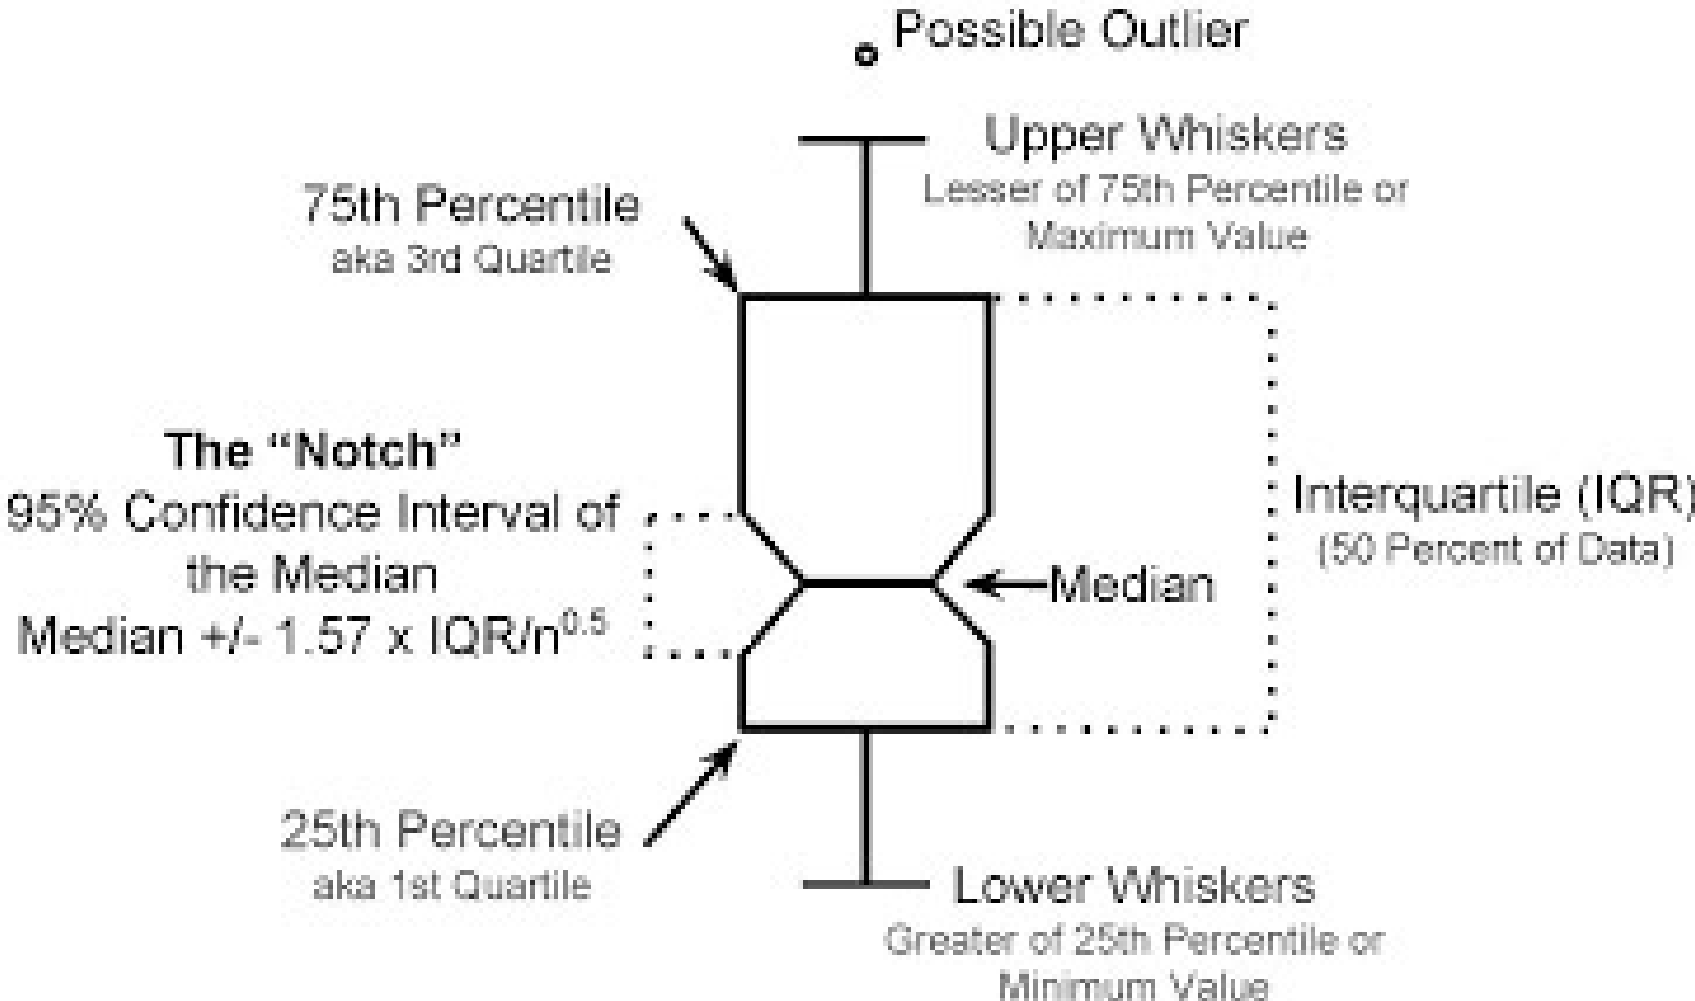 Possible Outlier
Upper Whiskers
Lesser of 75th Percentile or
Maximum Value
75th Percentile
aka 3rd Quartile
The “Notch”
95% Confidence Interval of
the Median
Median +/- 1.57 x IQR/n^0.5
Interquartile (IQR)
(50 Percent of Data)
Median
25th Percentile
aka 1st Quartile
Lower Whiskers
Greater of 25th Percentile or
Minimum Value